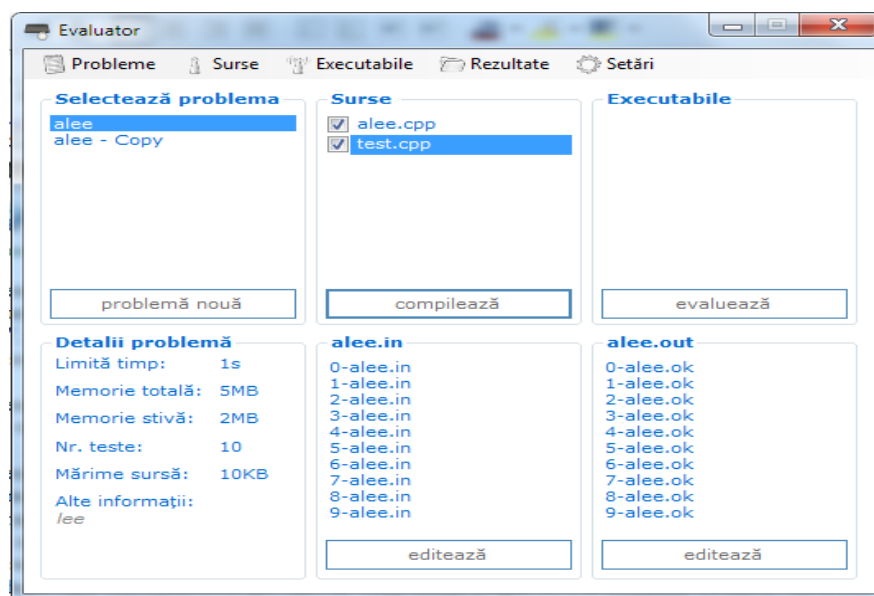 Evaluator
Probleme Surse Executabile Rezultate Setări
Selectează problema
alee
alee - Copy
problemă nouă
Surse
alee.cpp
test.cpp
compilează
Executabile
evaluează
Detalii problemă
Limită timp: 1s
Memorie totală: 5MB
Memorie stivă: 2MB
Nr. teste: 10
Mărime sursă: 10KB
Alte informaţii:
lee
alee.in
0-alee.in
1-alee.in
2-alee.in
3-alee.in
4-alee.in
5-alee.in
6-alee.in
7-alee.in
8-alee.in
9-alee.in
editează
alee.out
0-alee.ok
1-alee.ok
2-alee.ok
3-alee.ok
4-alee.ok
5-alee.ok
6-alee.ok
7-alee.ok
8-alee.ok
9-alee.ok
editează